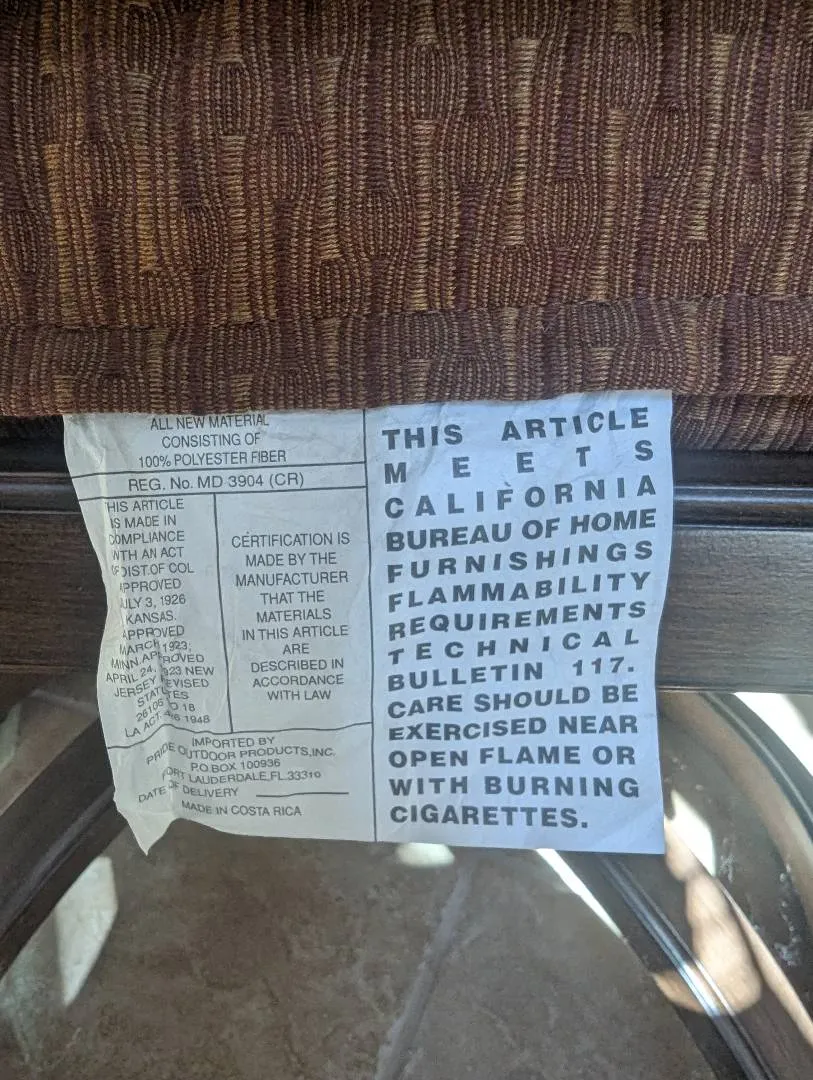 ALL NEW MATERIAL
CONSISTING OF
100% POLYESTER FIBER
REG. No. MD 3904 (CR)
HIS ARTICLE
IS MADE IN
COMPLIANCE
WTH AN ACT
OF DIST.OF COL
APPROVED
JULY 3, 1926
KANSAS.
APPROVED
MARCH 1923;
MINN.APPROVED
APRIL 24, 923 NEW
JERSEY REVISED
STATUTES
26106 O 18
LA ACT 1948
CERTIFICATION IS
MADE BY THE
MANUFACTURER
THAT THE
MATERIALS
IN THIS ARTICLE
ARE
DESCRIBED IN
ACCORDANCE
WITH LAW
IMPORTED BY
PRIDE OUTDOOR PRODUCTS,INC.
P.O.BOX 100936
FORT LAUDERDALE,FL.33310
DATE OF DELIVERY
MADE IN COSTA RICA
THIS ARTICLE
M E E T S
CALIFORNIA
BUREAU OF HOME
FURNISHINGS
FLAMMABILITY
REQUIREMENTS
TECHNICAL
BULLETIN 117.
CARE SHOULD BE
EXERCISED NEAR
OPEN FLAME OR
WITH BURNING
CIGARETTES.